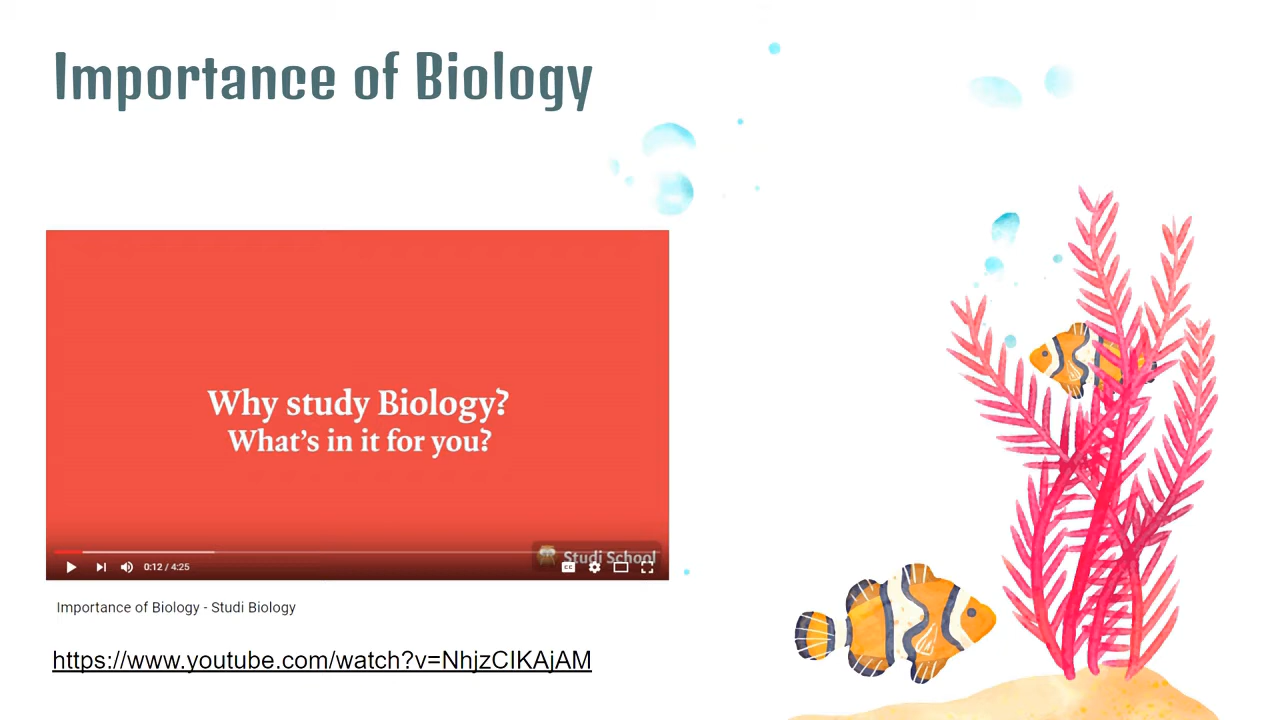 Importance of Biology
Why study Biology?
What's in it for you?
Studi School
0:12 / 4:25
CC
Importance of Biology - Studi Biology
https://www.youtube.com/watch?v=NhjzCIKAjAM